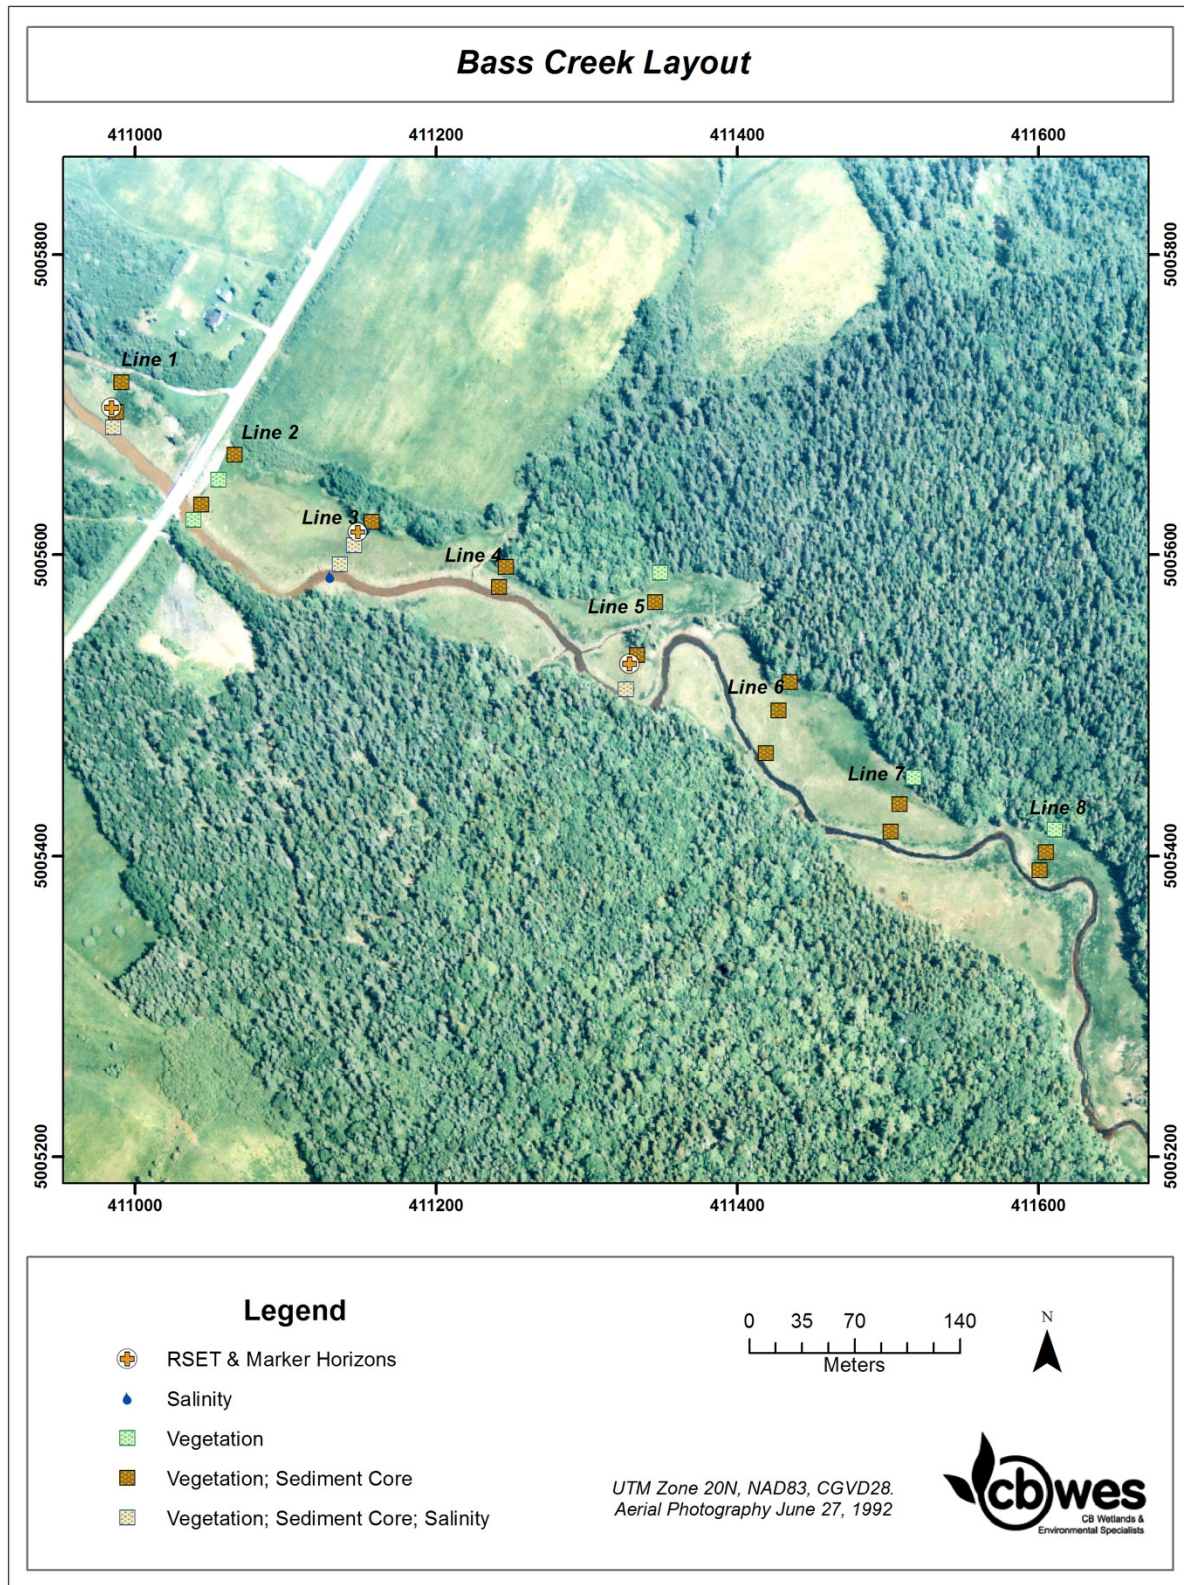 Bass Creek Layout
411000 411200 411400 411600
5005800 5005800
Line 1
Line 2
Line 3
5005600 5005600
Line 4
Line 5
Line 6
Line 7
Line 8
5005400 5005400
5005200 5005200
411000 411200 411400 411600
Legend
RSET & Marker Horizons
Salinity
Vegetation
Vegetation; Sediment Core
Vegetation; Sediment Core; Salinity
0 35 70 140
Meters
N
UTM Zone 20N, NAD83, CGVD28.
Aerial Photography June 27, 1992
cbwes
CB Wetlands &
Environmental Specialists